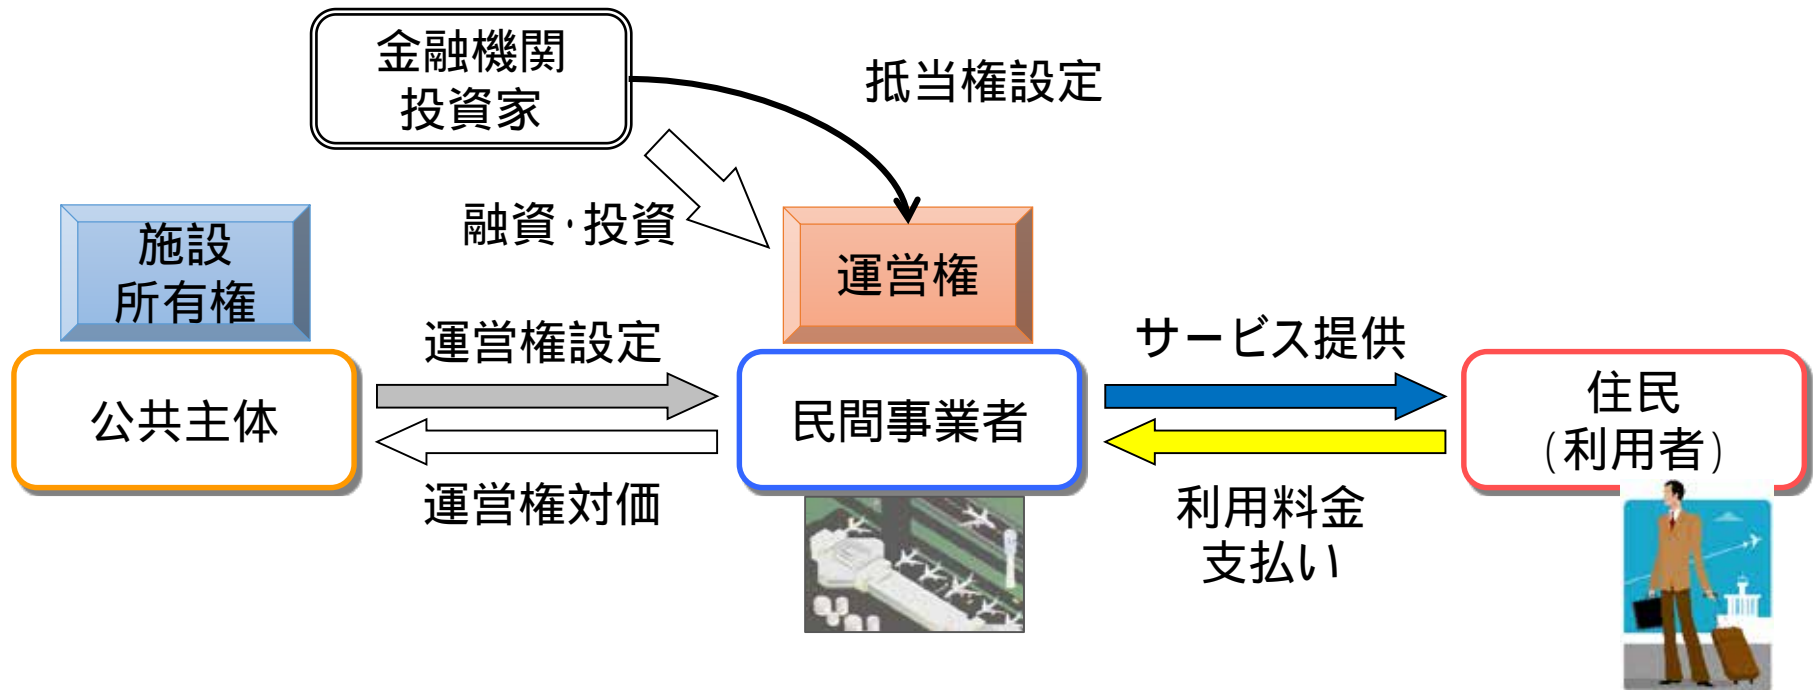 金融機関
投資家
抵当権設定
融資・投資
施設
所有権
運営権
運営権設定
サービス提供
公共主体
民間事業者
住民
(利用者)
運営権対価
利用料金
支払い